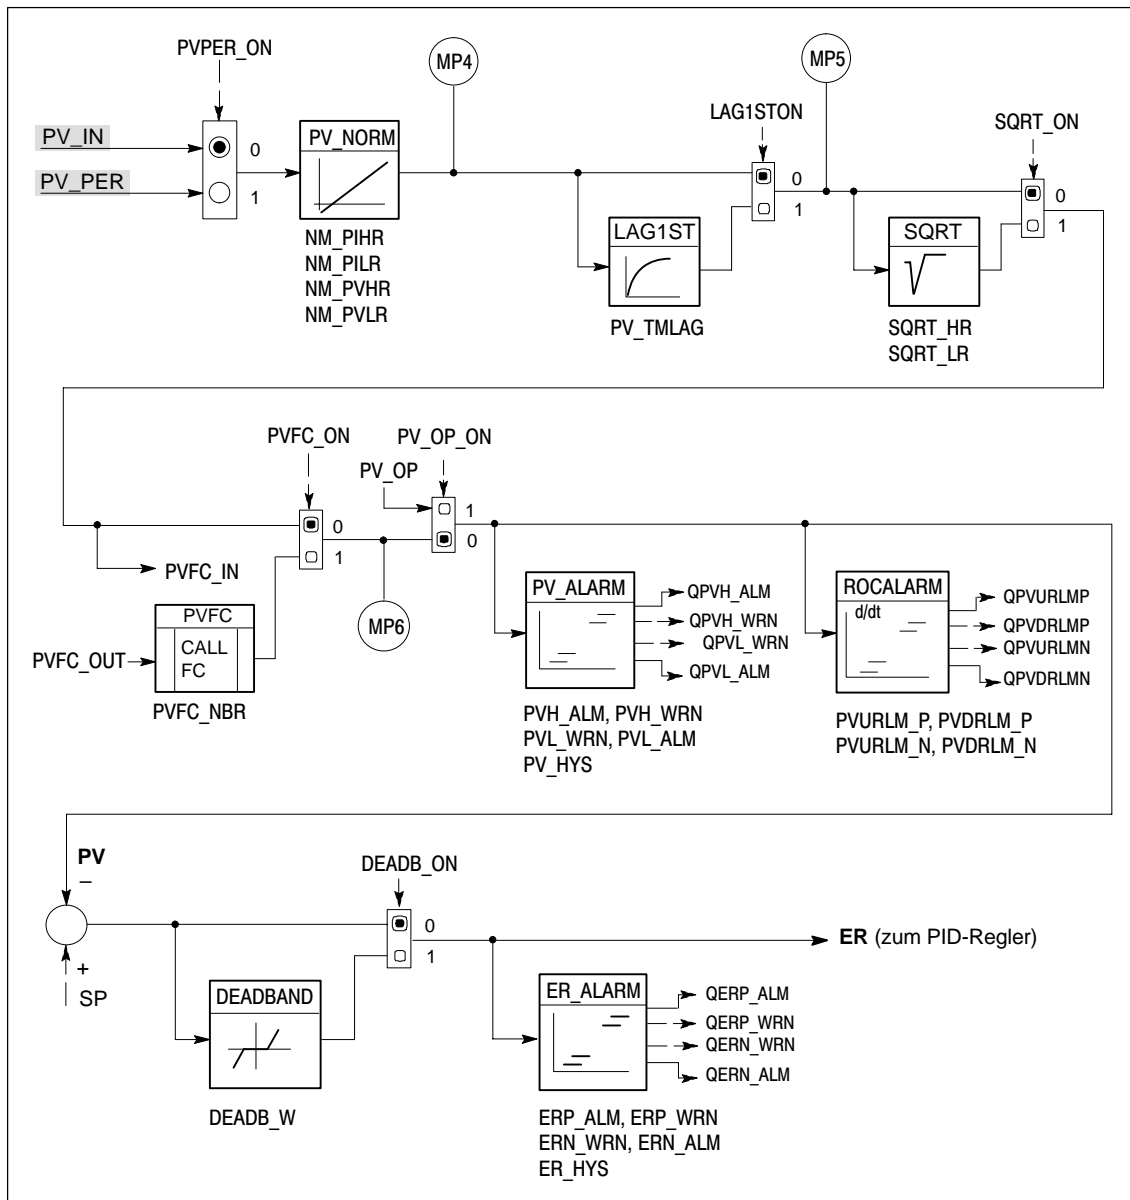 PVPER_ON
MP4
MP5
LAG1STON
SQRT_ON
PV_IN
0
PV_PER
1
PV_NORM
NM_PIHR
NM_PILR
NM_PVHR
NM_PVLR
0
1
LAG1ST
PV_TMLAG
SQRT
SQRT_HR
SQRT_LR
0
1
PVFC_ON
PV_OP_ON
PV_OP
1
0
0
1
PVFC_IN
PVFC
CALL
FC
PVFC_OUT
PVFC_NBR
MP6
PV_ALARM
QPVH_ALM
QPVH_WRN
QPVL_WRN
QPVL_ALM
PVH_ALM, PVH_WRN
PVL_WRN, PVL_ALM
PV_HYS
ROCALARM
d/dt
QPVURLMP
QPVDRLMP
QPVURLMN
QPVDRLMN
PVURLM_P, PVDRLM_P
PVURLM_N, PVDRLM_N
PV
–
+
SP
DEADB_ON
0
1
DEADBAND
DEADB_W
ER (zum PID-Regler)
ER_ALARM
QERP_ALM
QERP_WRN
QERN_WRN
QERN_ALM
ERP_ALM, ERP_WRN
ERN_WRN, ERN_ALM
ER_HYS